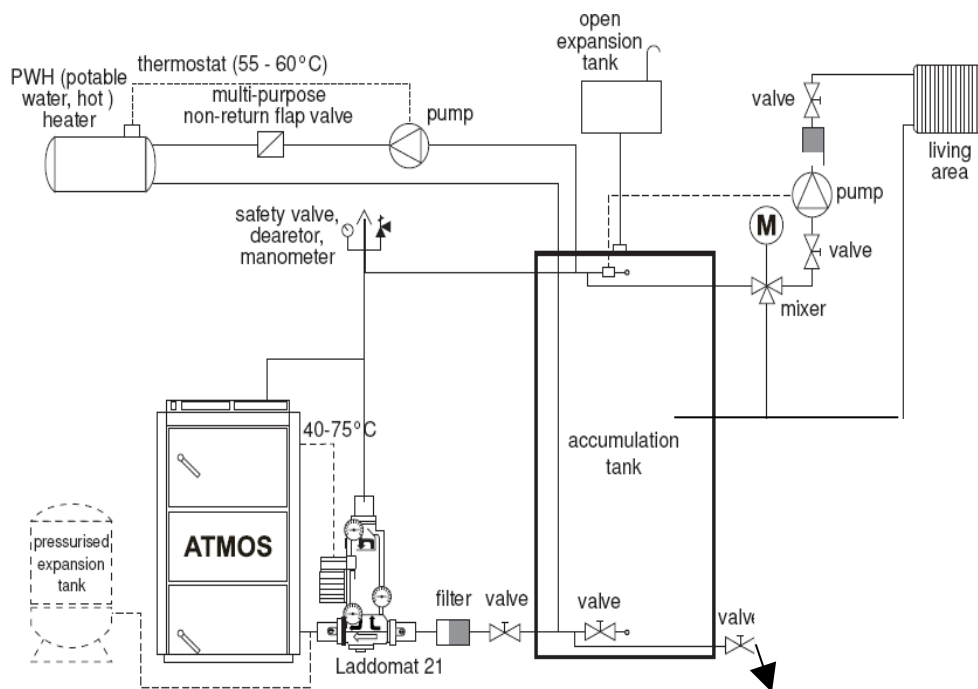 open
expansion
tank
thermostat (55 - 60°C)
PWH (potable
water, hot )
heater
multi-purpose
non-return flap valve
pump
valve
living
area
pump
safety valve,
dearetor,
manometer
M
valve
mixer
40-75°C
accumulation
tank
ATMOS
pressurised
expansion
tank
filter
valve
valve
valve
Laddomat 21